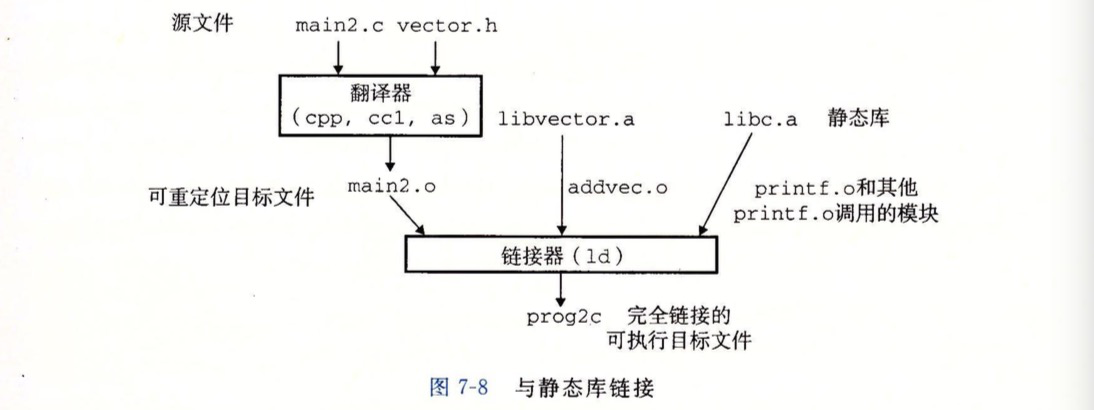 源文件 main2.c vector.h
翻译器
(cpp, cc1, as)
libvector.a
libc.a 静态库
可重定位目标文件
main2.o
addvec.o
printf.o和其他
printf.o调用的模块
链接器(ld)
prog2c 完全链接的
可执行目标文件
图 7-8 与静态库链接